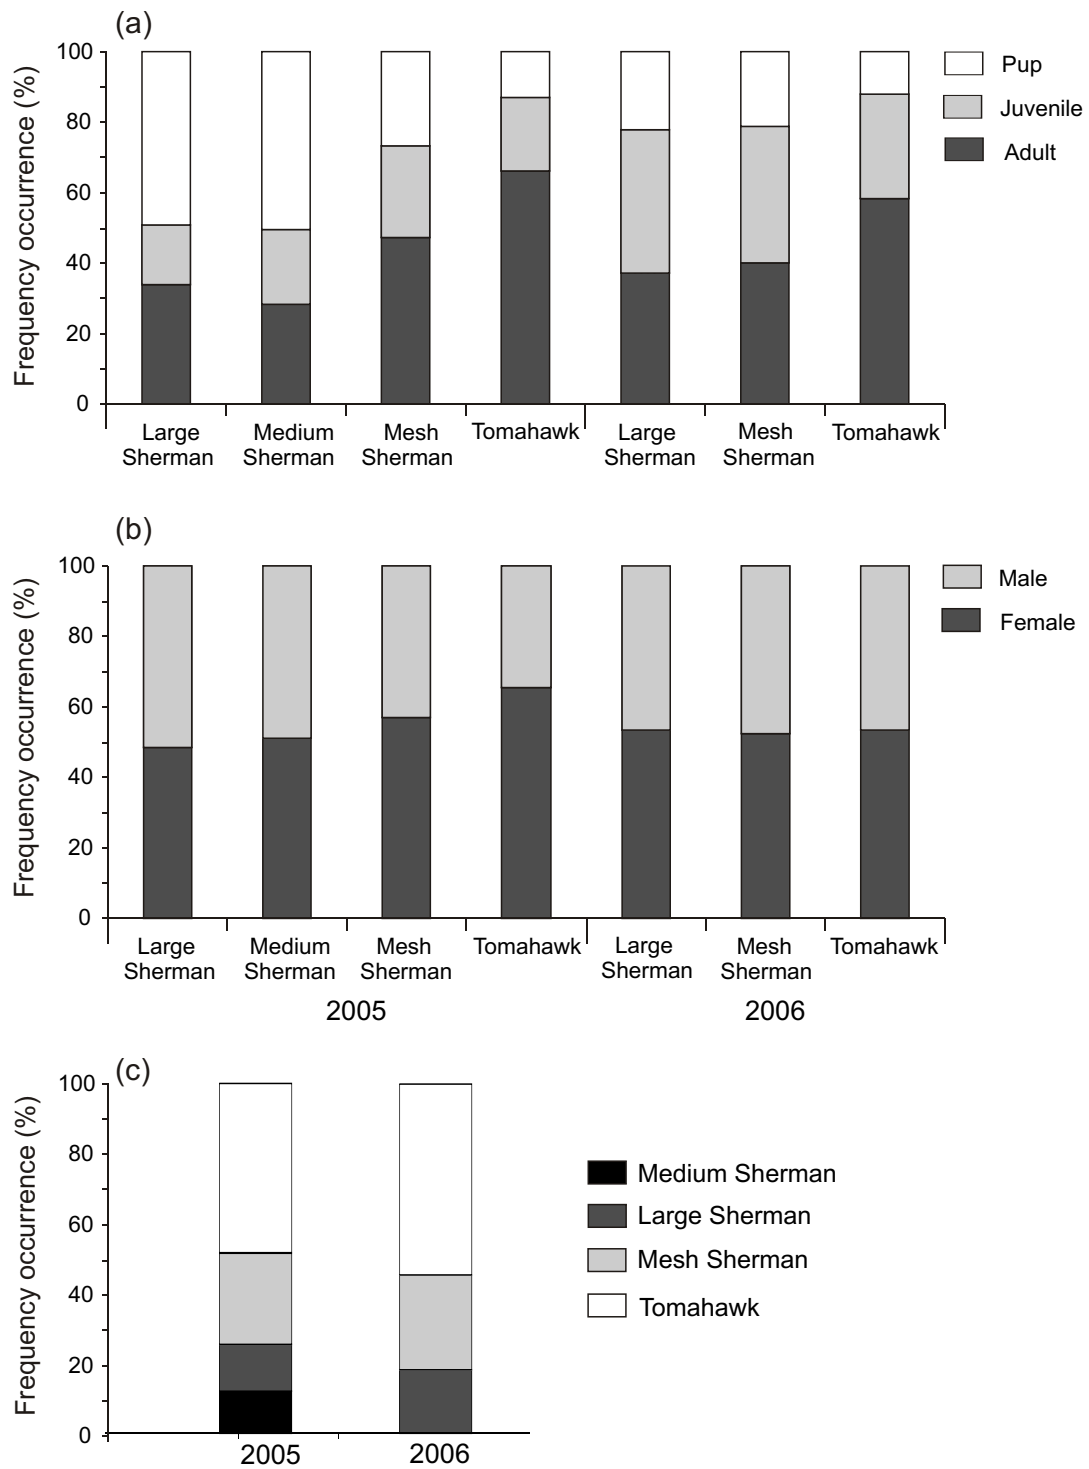 (a)
Frequency occurrence (%)
100
80
60
40
20
0
Large Sherman
Medium Sherman
Mesh Sherman
Tomahawk
Large Sherman
Mesh Sherman
Tomahawk
Pup
Juvenile
Adult
(b)
Frequency occurrence (%)
100
80
60
40
20
0
Large Sherman
Medium Sherman
Mesh Sherman
Tomahawk
Large Sherman
Mesh Sherman
Tomahawk
2005
2006
Male
Female
(c)
Frequency occurrence (%)
100
80
60
40
20
0
2005
2006
Medium Sherman
Large Sherman
Mesh Sherman
Tomahawk